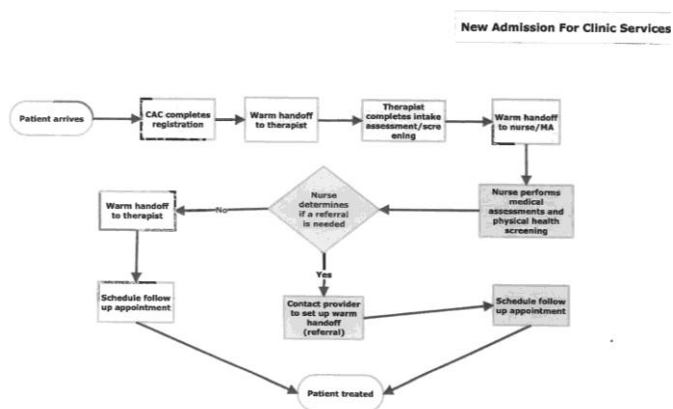 New Admission For Clinic Services
Patient arrives
CAC completes
registration
Warm handoff
to therapist
Therapist
completes intake
assessment/scre
ening
Warm handoff
to nurse/MA
Warm handoff
to therapist
No
Nurse
determines
if a referral
is needed
Nurse performs
medical
assessments and
physical health
screening
Yes
Schedule follow
up appointment
Contact provider
to set up warm
handoff
(referral)
Schedule follow
up appointment
Patient treated